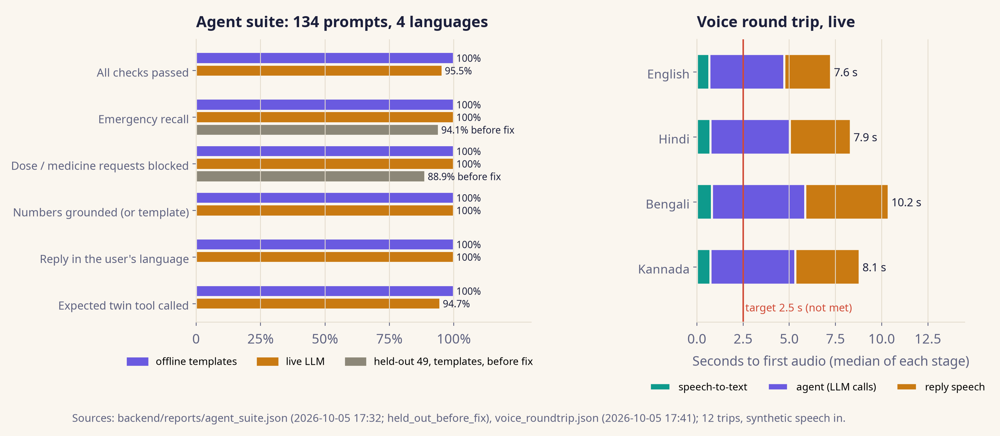 Agent suite: 134 prompts, 4 languages
All checks passed
100%
95.5%
Emergency recall
100%
100%
94.1% before fix
Dose / medicine requests blocked
100%
100%
88.9% before fix
Numbers grounded (or template)
100%
100%
Reply in the user's language
100%
100%
Expected twin tool called
100%
94.7%
0 25% 50% 75% 100%
offline templates live LLM held-out 49, templates, before fix
Voice round trip, live
English 7.6 s
Hindi 7.9 s
Bengali 10.2 s
Kannada 8.1 s
target 2.5 s (not met)
0.0 2.5 5.0 7.5 10.0 12.5
Seconds to first audio (median of each stage)
speech-to-text agent (LLM calls) reply speech
Sources: backend/reports/agent_suite.json (2026-10-05 17:32; held_out_before_fix), voice_roundtrip.json (2026-10-05 17:41); 12 trips, synthetic speech in.